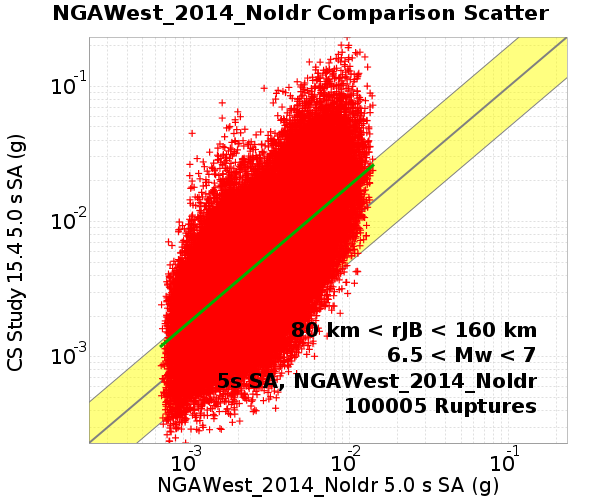 NGAWest_2014_NoIdr Comparison Scatter
CS Study 15.4 5.0 s SA (g)
10-1
10-2
10-3
80 km < rJB < 160 km
6.5 < Mw < 7
5s SA, NGAWest_2014_NoIdr
100005 Ruptures
10-3 10-2 10-1
NGAWest_2014_NoIdr 5.0 s SA (g)